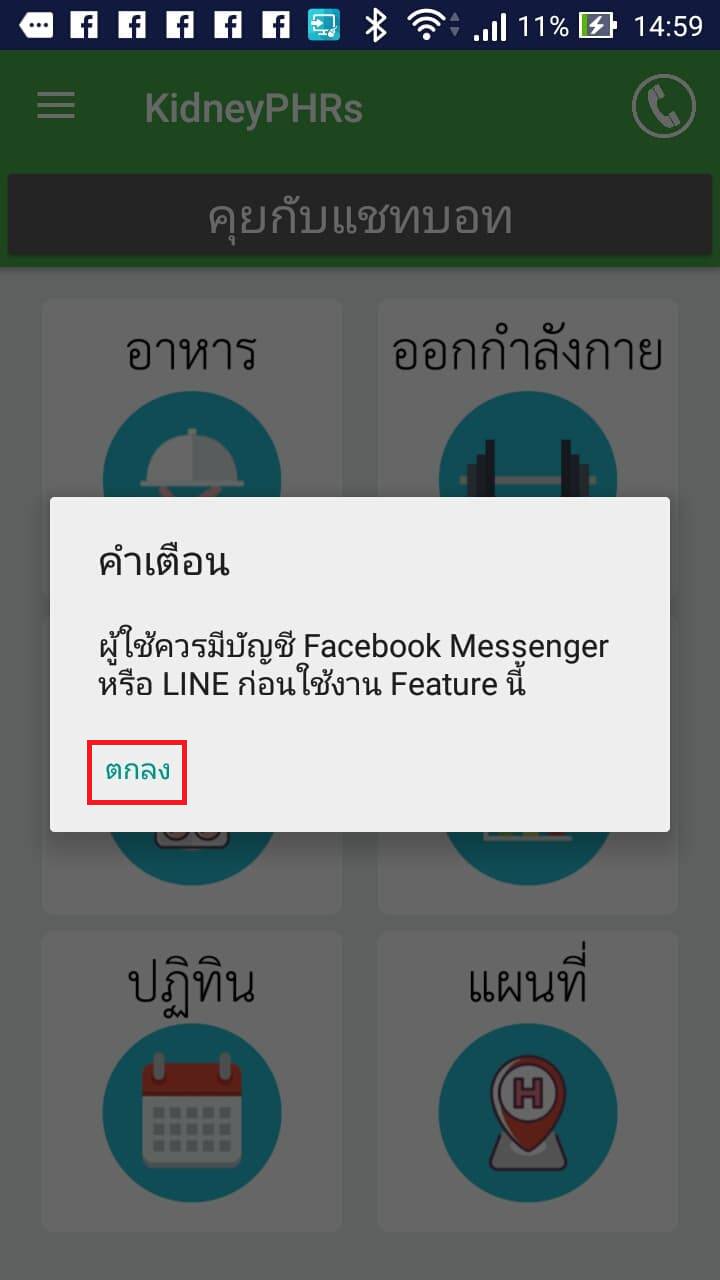 11% 14:59
KidneyPHRs
คุยกับแชทบอท
อาหาร ออกกำลังกาย
คำเตือน
ผู้ใช้ควรมีบัญชี Facebook Messenger
หรือ LINE ก่อนใช้งาน Feature นี้
ตกลง
ปฏิทิน แผนที่
H